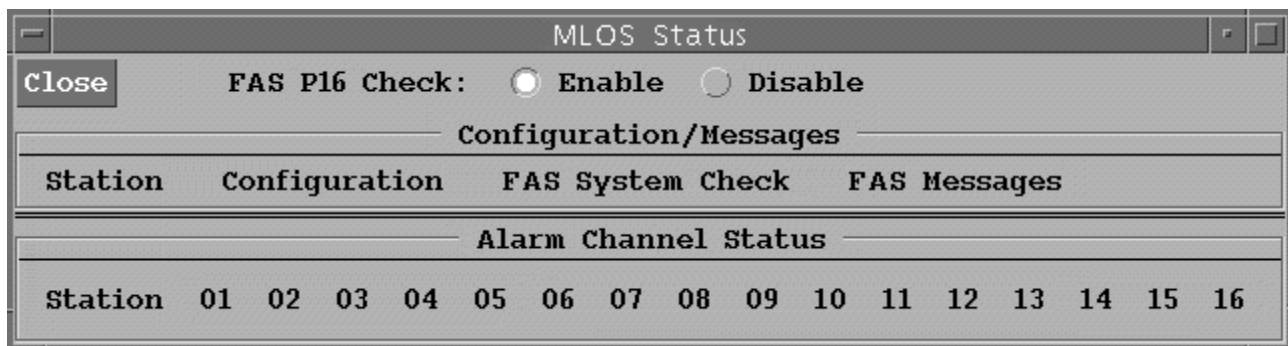 MLOS Status
Close FAS P16 Check: Enable Disable
Configuration/Messages
Station Configuration FAS System Check FAS Messages
Alarm Channel Status
Station 01 02 03 04 05 06 07 08 09 10 11 12 13 14 15 16